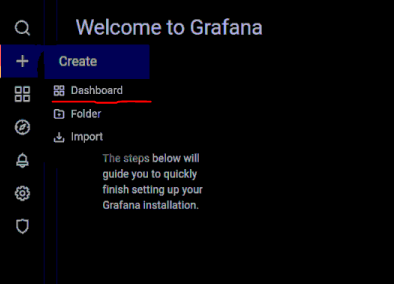 Welcome to Grafana
Create
Dashboard
Folder
Import
The steps below will
guide you to quickly
finish setting up your
Grafana installation.